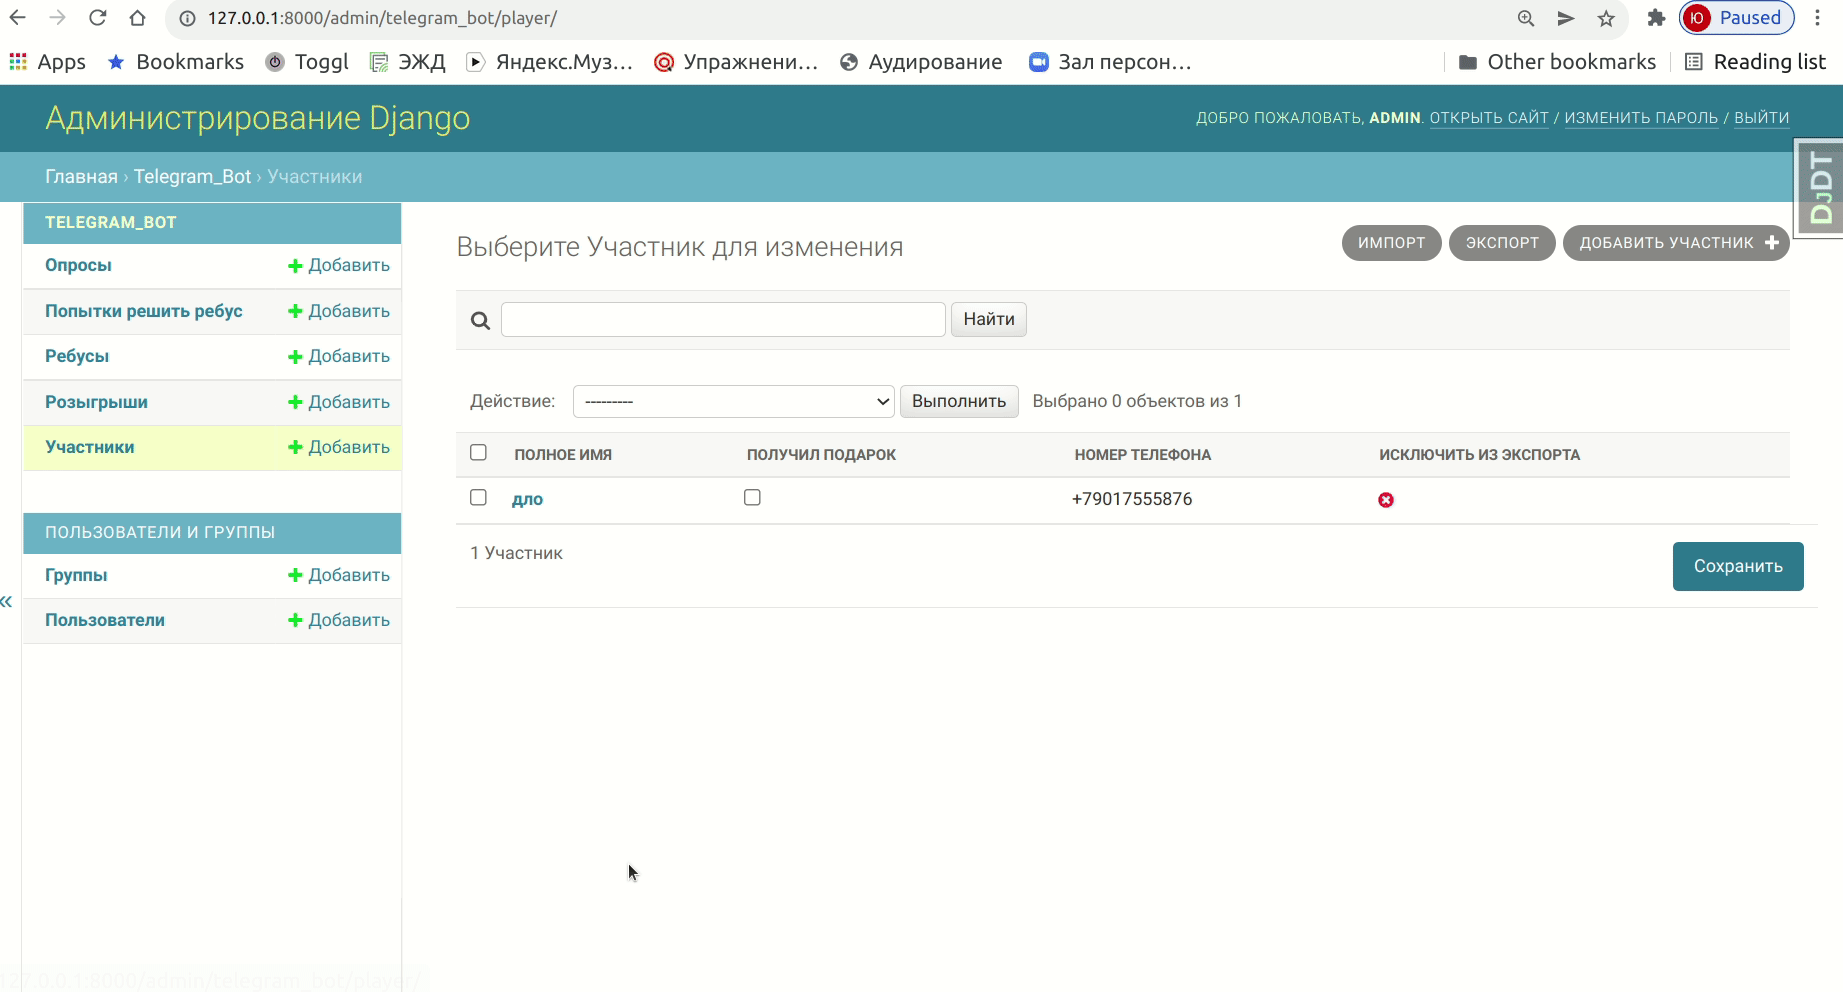 127.0.0.1:8000/admin/telegram_bot/player/
Ю Paused
Apps Bookmarks Toggl ЭЖД Яндекс.Муз... Упражнени... Аудирование Зал персон... Other bookmarks Reading list
Администрирование Django
ДОБРО ПОЖАЛОВАТЬ, ADMIN. ОТКРЫТЬ САЙТ / ИЗМЕНИТЬ ПАРОЛЬ / ВЫЙТИ
Главная › Telegram_Bot › Участники
DJDT
TELEGRAM_BOT
Опросы Добавить
Попытки решить ребус Добавить
Ребусы Добавить
Розыгрыши Добавить
Участники Добавить
ПОЛЬЗОВАТЕЛИ И ГРУППЫ
Группы Добавить
Пользователи Добавить
«
Выберите Участник для изменения
ИМПОРТ ЭКСПОРТ ДОБАВИТЬ УЧАСТНИК
Найти
Действие: --------- Выполнить Выбрано 0 объектов из 1
ПОЛНОЕ ИМЯ ПОЛУЧИЛ ПОДАРОК НОМЕР ТЕЛЕФОНА ИСКЛЮЧИТЬ ИЗ ЭКСПОРТА
дло +79017555876
1 Участник
Сохранить
127.0.0.1:8000/admin/telegram_bot/player/